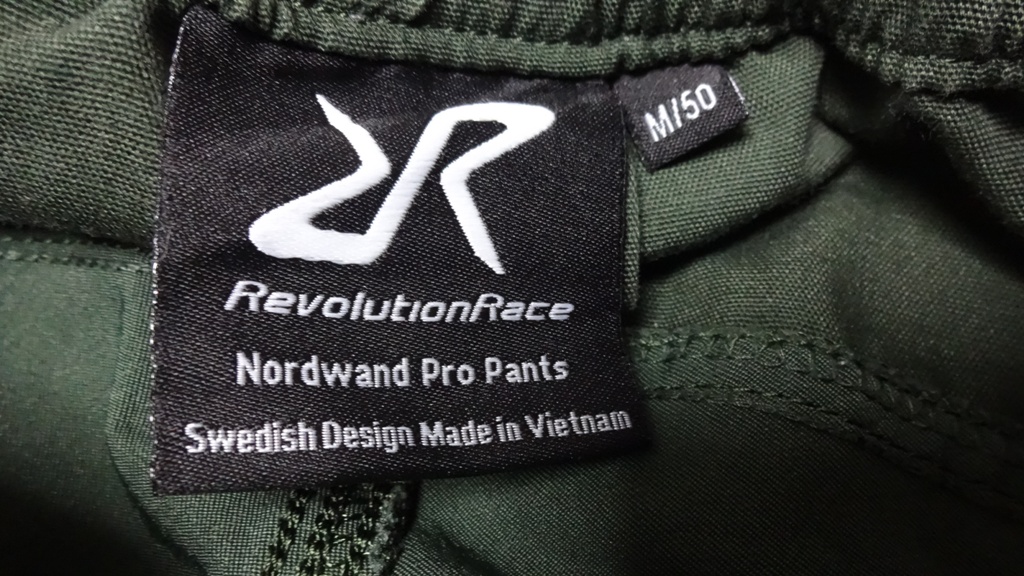 M/50
RevolutionRace
Nordwand Pro Pants
Swedish Design Made in Vietnam